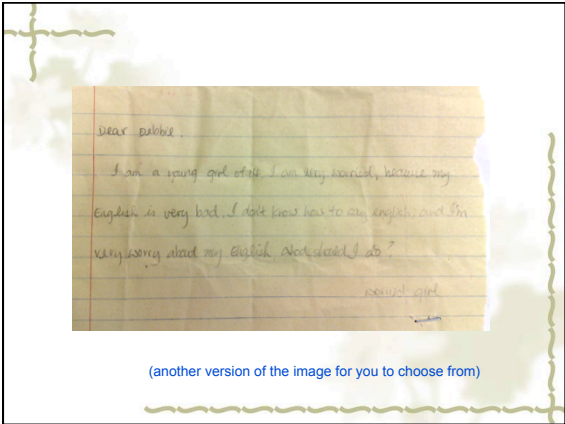 Dear Debbie.
I am a young girl of I am very worried, because my
English is very bad. I don't know how to say english, and I'm
very worry about my English should I do?
worried girl
(another version of the image for you to choose from)